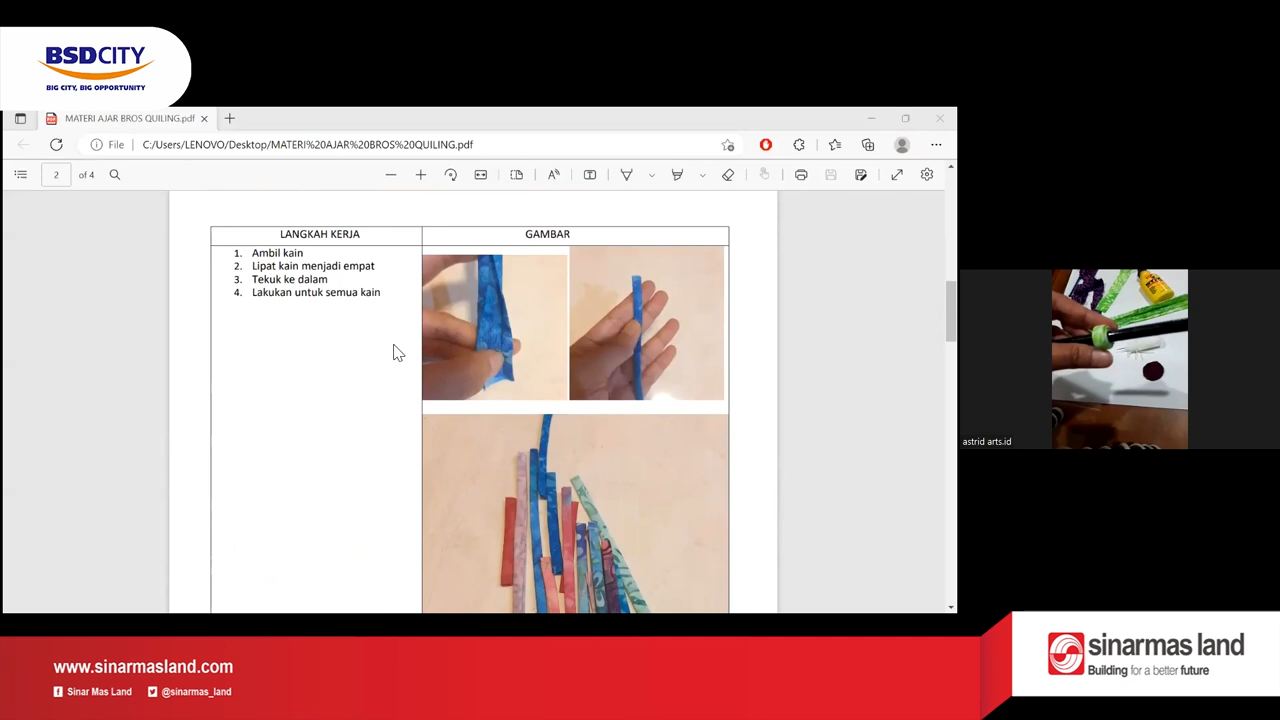 BSDCITY
BIG CITY, BIG OPPORTUNITY
MATERI AJAR BROS QUILING.pdf
File
C:/Users/LENOVO/Desktop/MATERI%20AJAR%20BROS%20QUILING.pdf
2 of 4
LANGKAH KERJA
GAMBAR
1. Ambil kain
2. Lipat kain menjadi empat
3. Tekuk ke dalam
4. Lakukan untuk semua kain
astrid arts.id
www.sinarmasland.com
Sinar Mas Land
@sinarmas_land
sinarmas land
Building for a better future